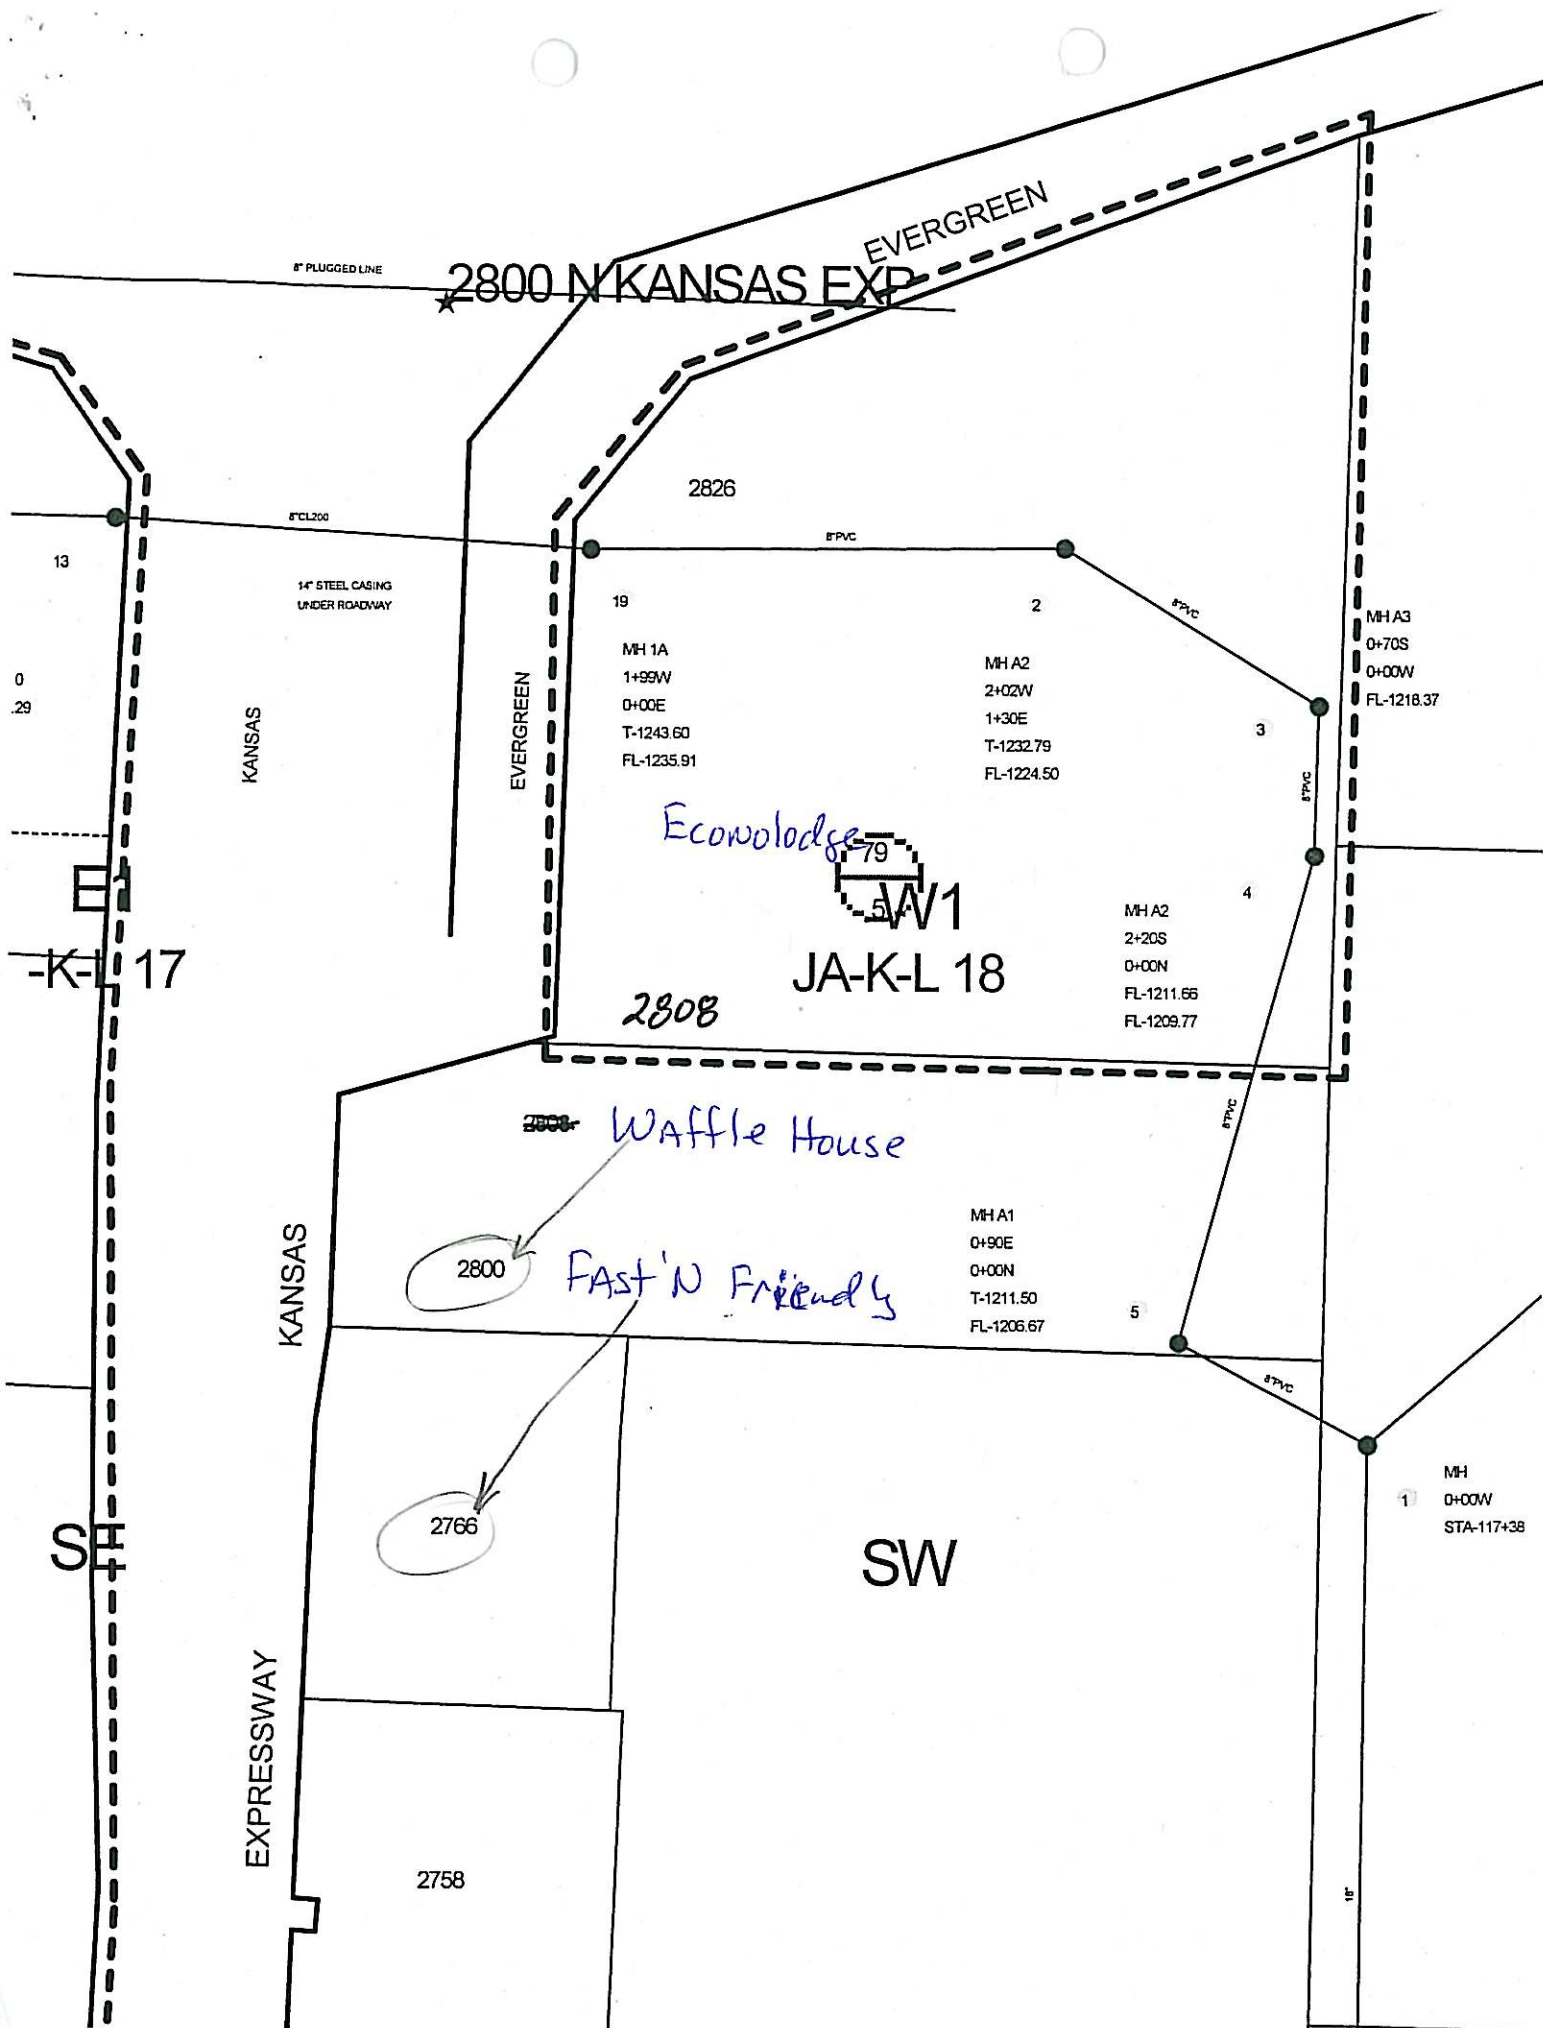 EVERGREEN
8" PLUGGED LINE
2800 N KANSAS EXP
2826
8"CL200
8"PVC
13
14" STEEL CASING
UNDER ROADWAY
19
2
8"PVC
MH 1A
1+99W
0+00E
T-1243.60
FL-1235.91
MH A2
2+02W
1+30E
T-1232.79
FL-1224.50
MH A3
0+70S
0+00W
FL-1218.37
0
.29
KANSAS
EVERGREEN
3
8"PVC
Econolodge
79
5
W1
JA-K-L 18
E1
-K-L 17
4
MH A2
2+20S
0+00N
FL-1211.66
FL-1209.77
2808
8"PVC
2808
Waffle House
KANSAS
2800
FAst'N Friendly
MH A1
0+90E
0+00N
T-1211.50
FL-1206.67
5
8"PVC
2766
SE
SW
1
MH
0+00W
STA-117+38
EXPRESSWAY
2758
18"